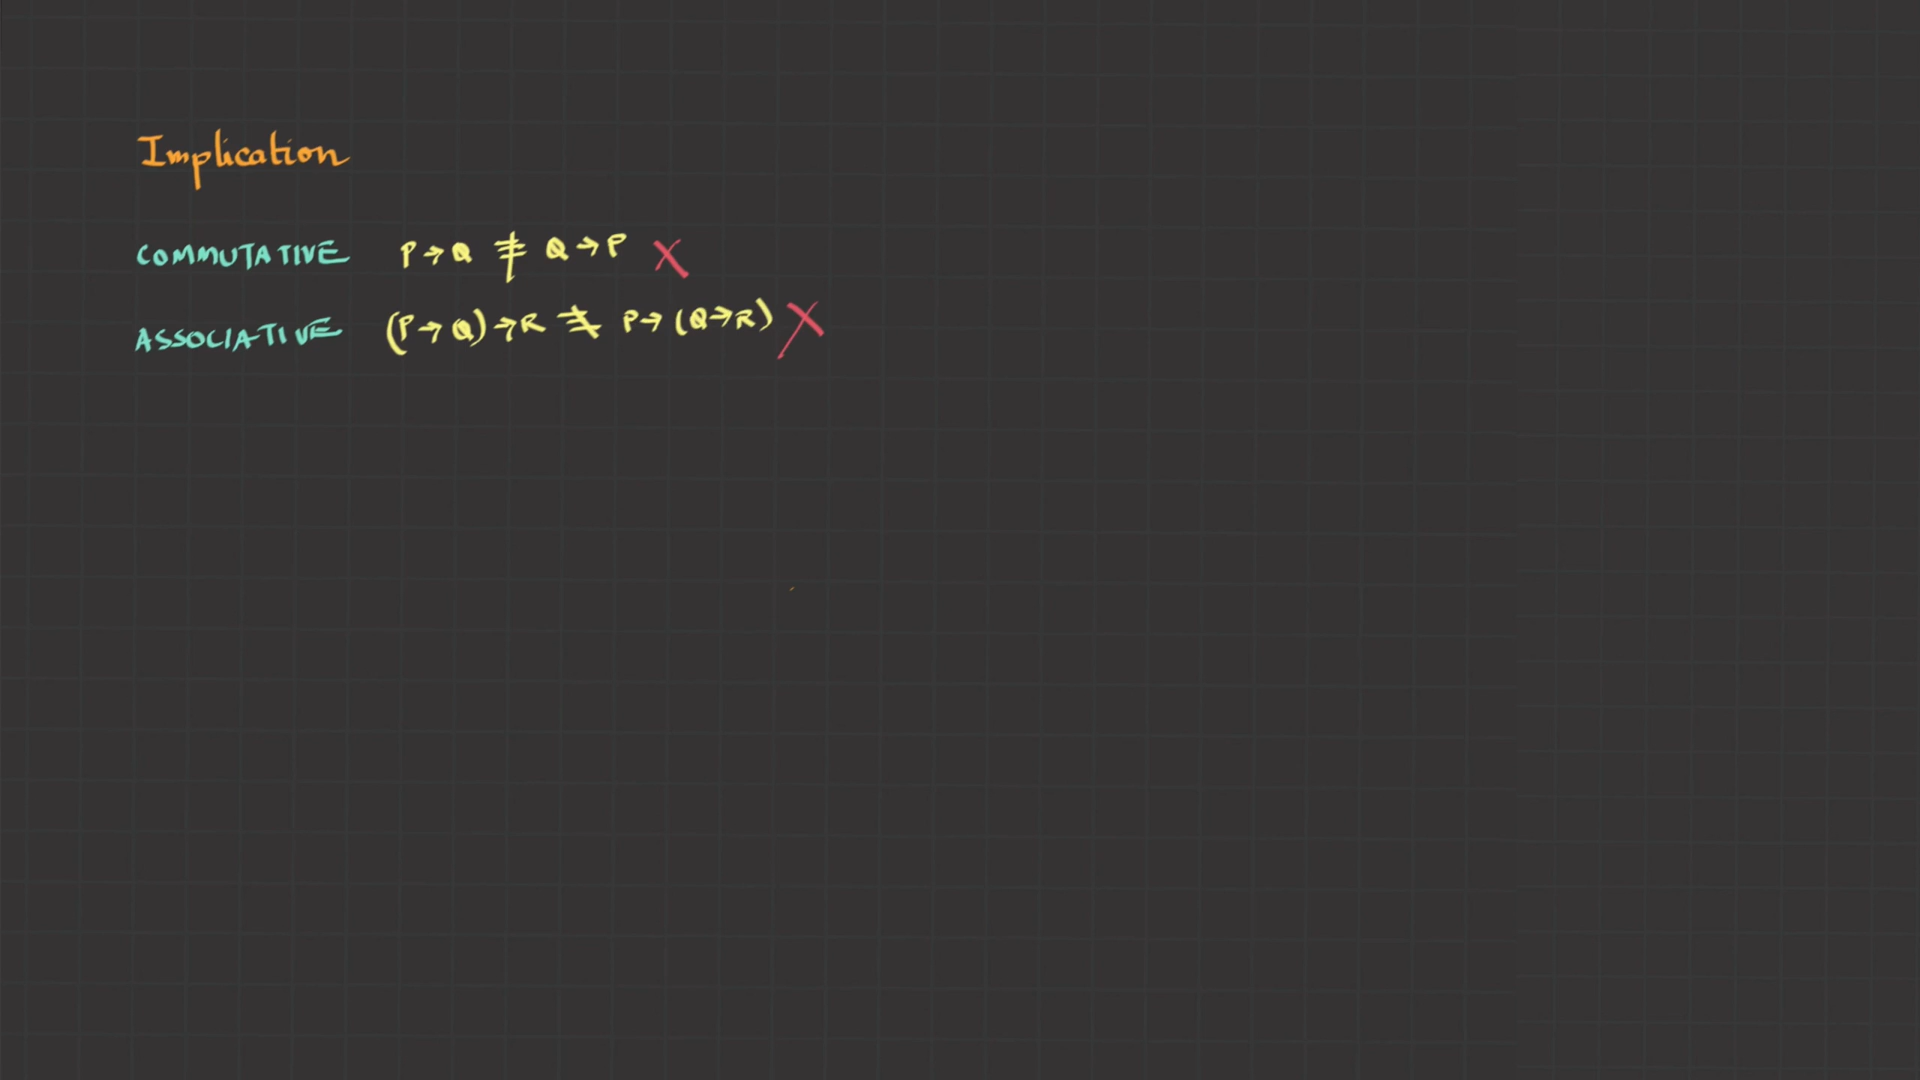 Implication
COMMUTATIVE P→Q ≢ Q→P X
ASSOCIATIVE (P→Q)→R ≢ P→(Q→R) X